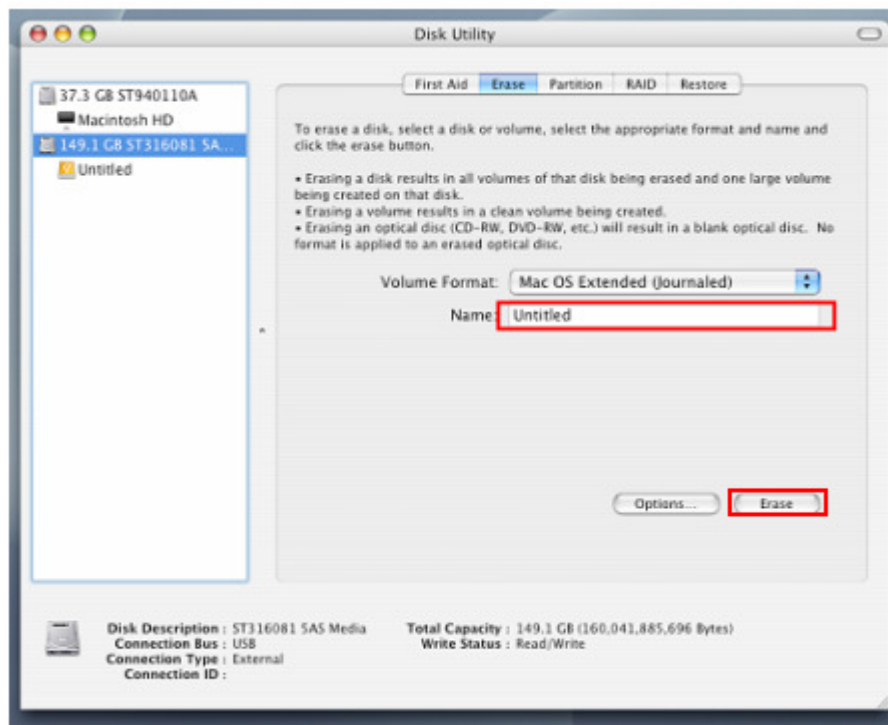 Disk Utility
37.3 GB ST940110A
Macintosh HD
149.1 GB ST316081 5A...
Untitled
First Aid Erase Partition RAID Restore
To erase a disk, select a disk or volume, select the appropriate format and name and
click the erase button.
• Erasing a disk results in all volumes of that disk being erased and one large volume
being created on that disk.
• Erasing a volume results in a clean volume being created.
• Erasing an optical disc (CD-RW, DVD-RW, etc.) will result in a blank optical disc. No
format is applied to an erased optical disc.
Volume Format: Mac OS Extended (Journaled)
Name: Untitled
Options... Erase
Disk Description : ST316081 5AS Media Total Capacity : 149.1 GB (160,041,885,696 Bytes)
Connection Bus : USB Write Status : Read/Write
Connection Type : External
Connection ID :